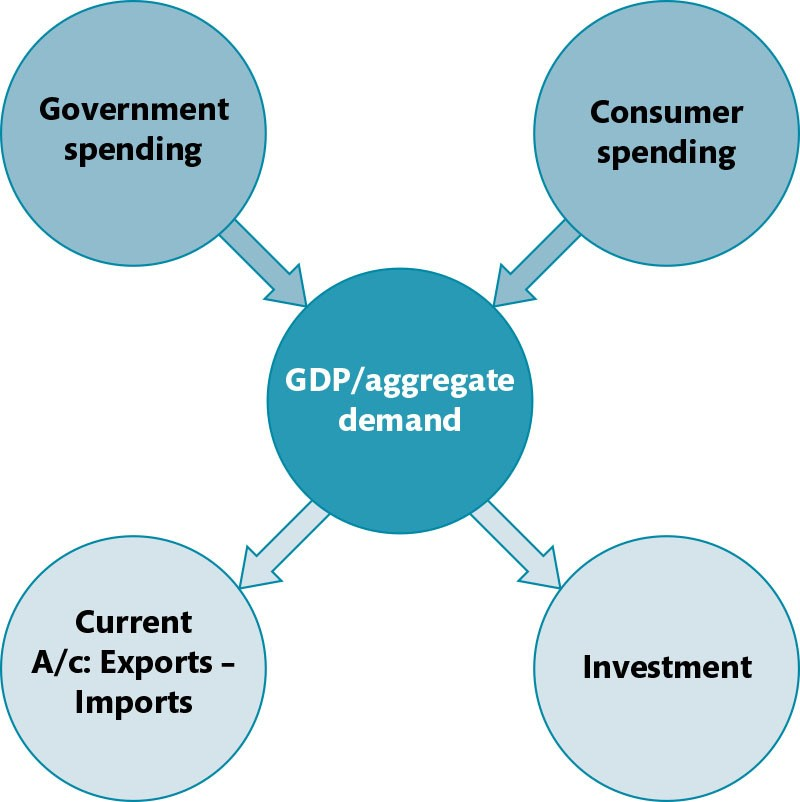 Government
spending
Consumer
spending
GDP/aggregate
demand
Current
A/c: Exports –
Imports
Investment